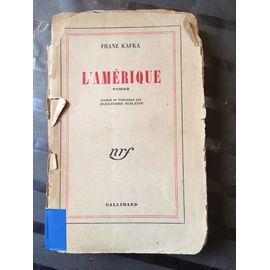 FRANZ KAFKA
L'AMÉRIQUE
ROMAN
traduit de l'allemand par
ALEXANDRE VIALATTE
nrf
GALLIMARD